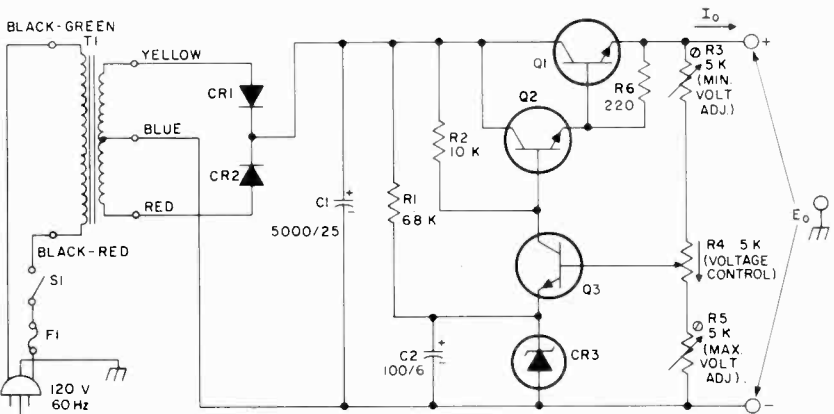 BLACK-GREEN
T1
YELLOW
BLUE
RED
BLACK-RED
S1
F1
120 V
60 Hz
CR1
CR2
C1
5000/25
+
-
R1
68 K
R2
10 K
C2
100/6
+
-
Q1
Q2
Q3
CR3
R6
220
I₀
+
Ø R3
5 K
(MIN.
VOLT
ADJ.)
R4 5 K
(VOLTAGE
CONTROL)
Ø R5
5 K
(MAX.
VOLT
ADJ.)
E₀
-